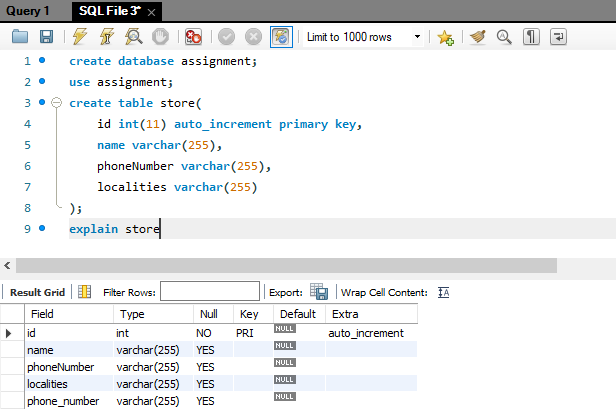 Query 1 SQL File 3*
Limit to 1000 rows
1 create database assignment;
2 use assignment;
3 create table store(
4 id int(11) auto_increment primary key,
5 name varchar(255),
6 phoneNumber varchar(255),
7 localities varchar(255)
8 );
9 explain store
Result Grid Filter Rows: Export: Wrap Cell Content:
Field Type Null Key Default Extra
id int NO PRI NULL auto_increment
name varchar(255) YES NULL
phoneNumber varchar(255) YES NULL
localities varchar(255) YES NULL
phone_number varchar(255) YES NULL